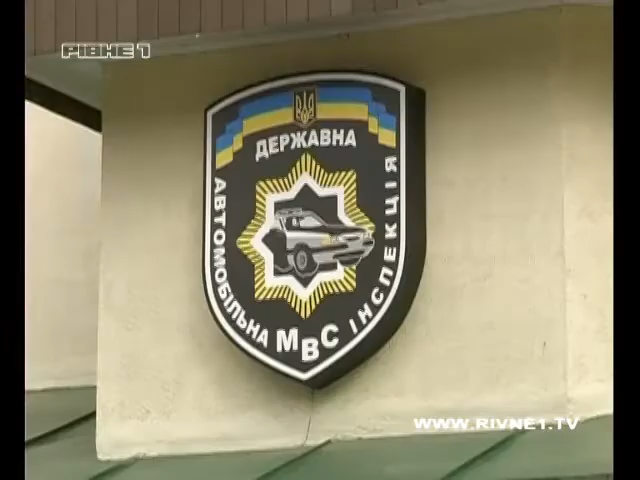 РІВНЕ 1
ДЕРЖАВНА
АВТОМОБІЛЬНА
МВС
ІНСПЕКЦІЯ
WWW.RIVNE1.TV